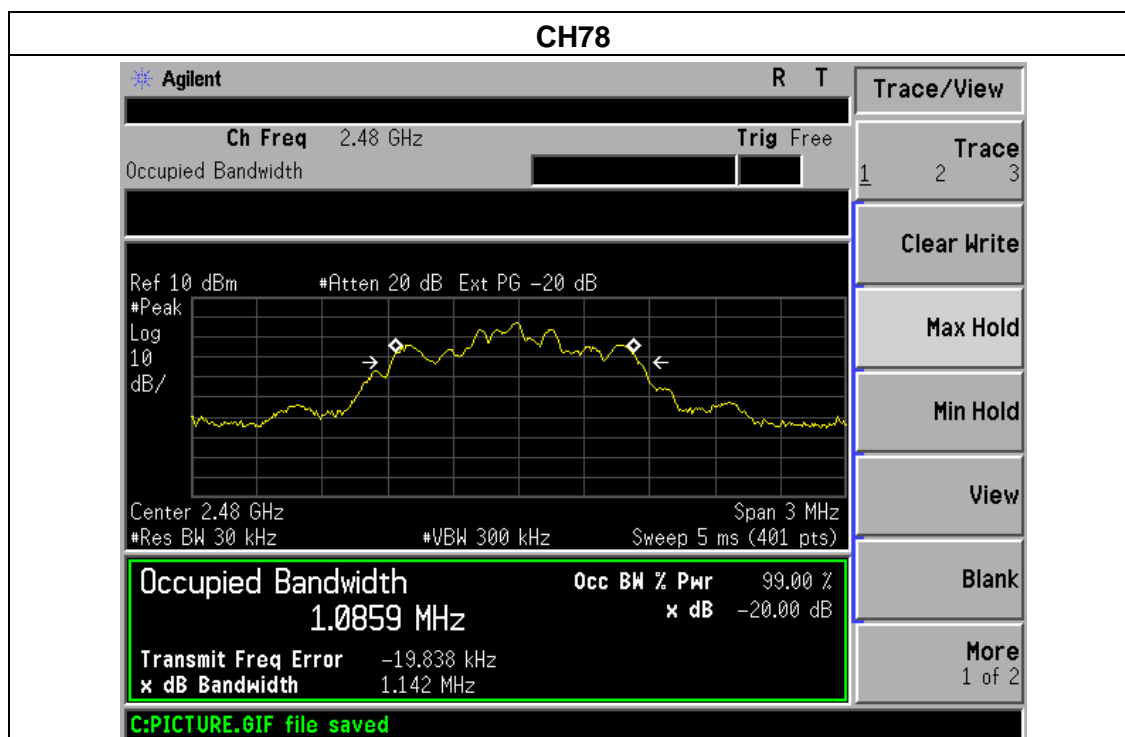 CH78
Agilent R T
Trace/View
Ch Freq 2.48 GHz Trig Free
Occupied Bandwidth
Trace
1 2 3
Clear Write
Max Hold
Min Hold
View
Blank
More
1 of 2
Ref 10 dBm #Atten 20 dB Ext PG -20 dB
#Peak
Log
10
dB/
Center 2.48 GHz Span 3 MHz
#Res BW 30 kHz #VBW 300 kHz Sweep 5 ms (401 pts)
Occupied Bandwidth Occ BW % Pwr 99.00 %
1.0859 MHz x dB -20.00 dB
Transmit Freq Error -19.838 kHz
x dB Bandwidth 1.142 MHz
C:PICTURE.GIF file saved